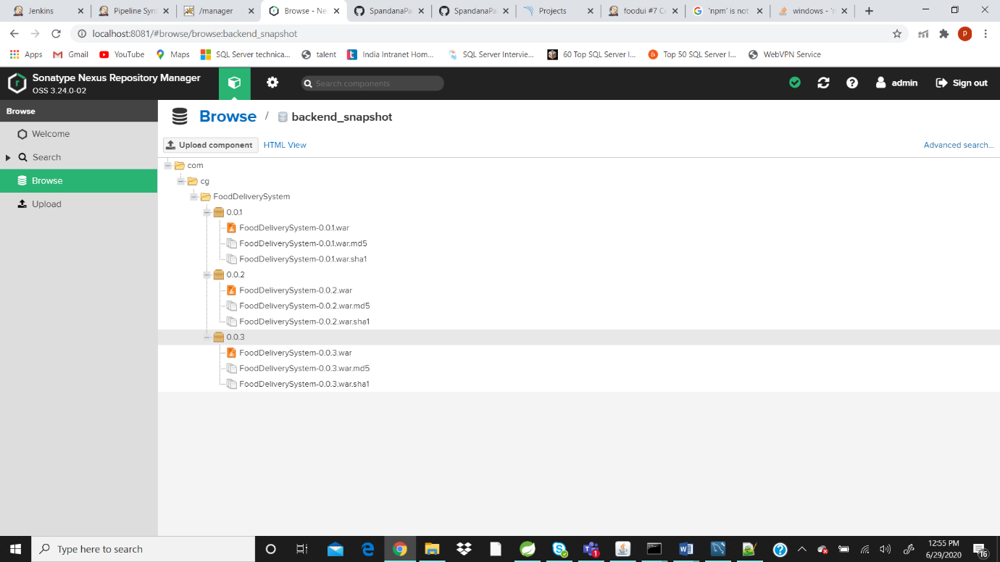 Jenkins
Pipeline Syn
/manager
Browse - Ne
SpandanaPa
SpandanaPa
Projects
foodui #7 Co
'npm' is not
windows - 'n
localhost:8081/#browse/browse:backend_snapshot
P
Apps
Gmail
YouTube
Maps
SQL Server technica...
talent
India Intranet Hom...
SQL Server Intervie...
60 Top SQL Server I...
Top 50 SQL Server I...
WebVPN Service
Sonatype Nexus Repository Manager
OSS 3.24.0-02
Search components
admin
Sign out
Browse
Welcome
Search
Browse
Upload
Browse / backend_snapshot
Upload component
HTML View
Advanced search...
com
cg
FoodDeliverySystem
0.0.1
FoodDeliverySystem-0.0.1.war
FoodDeliverySystem-0.0.1.war.md5
FoodDeliverySystem-0.0.1.war.sha1
0.0.2
FoodDeliverySystem-0.0.2.war
FoodDeliverySystem-0.0.2.war.md5
FoodDeliverySystem-0.0.2.war.sha1
0.0.3
FoodDeliverySystem-0.0.3.war
FoodDeliverySystem-0.0.3.war.md5
FoodDeliverySystem-0.0.3.war.sha1
Type here to search
1
12:55 PM
6/29/2020
16